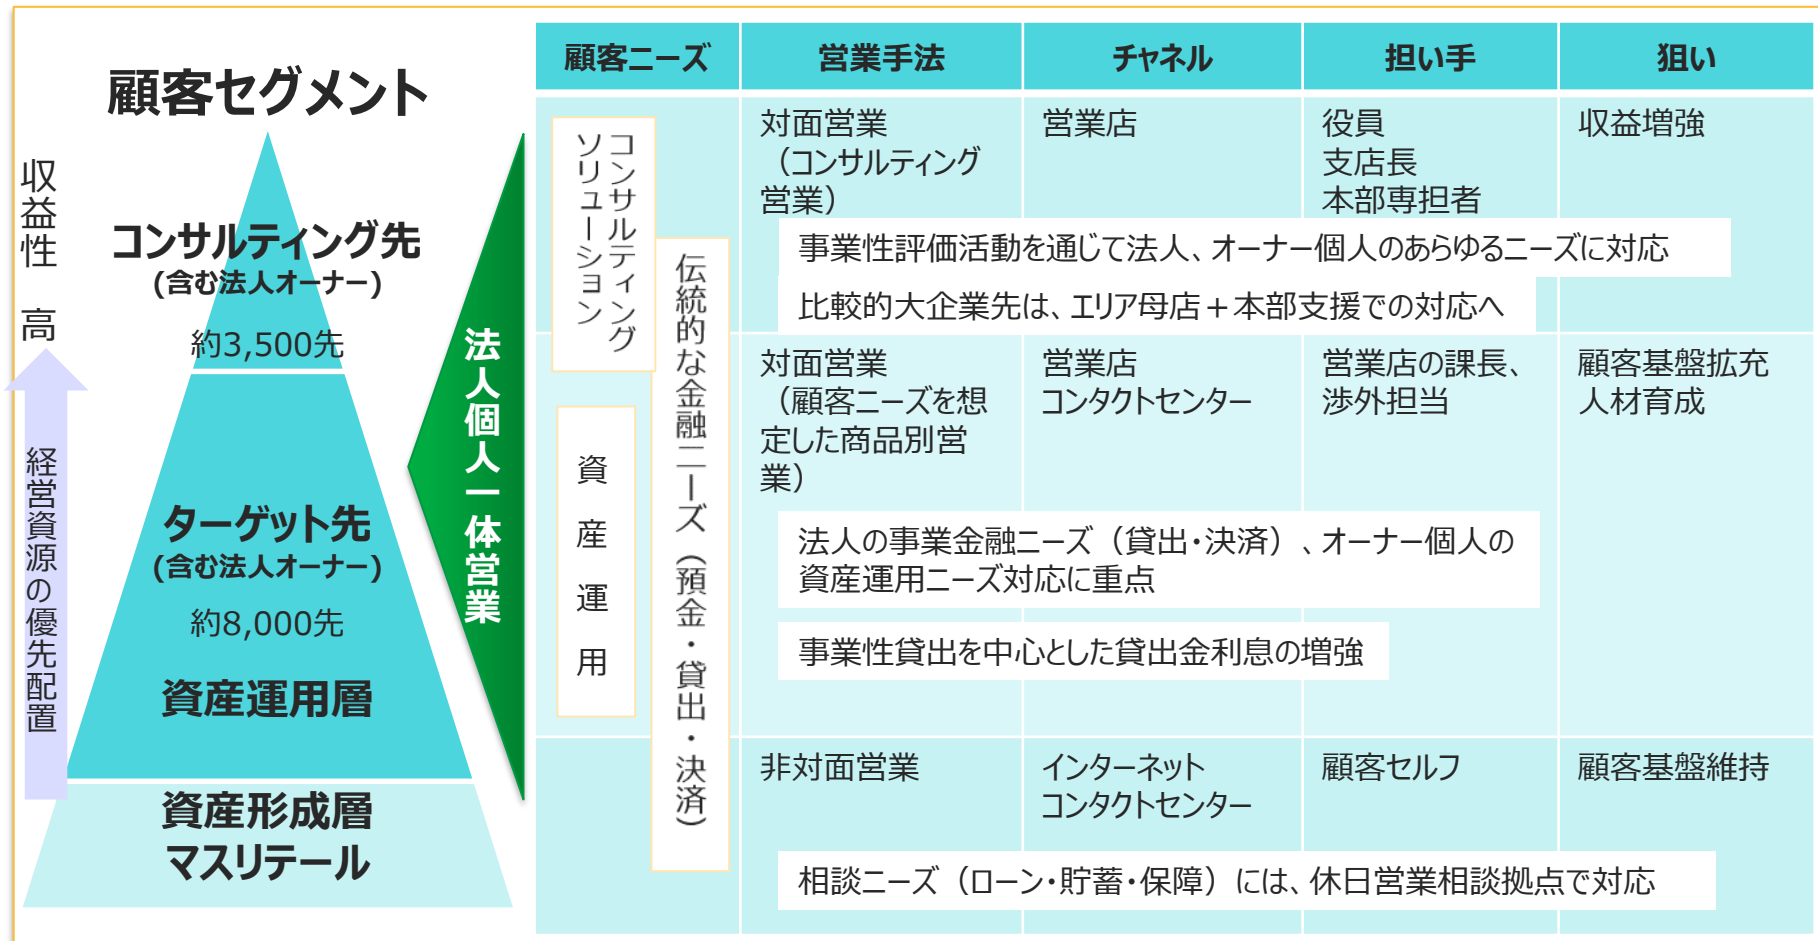 顧客セグメント
収益性 高
経営資源の優先配置
コンサルティング先
(含む法人オーナー)
約3,500先
ターゲット先
(含む法人オーナー)
約8,000先
資産運用層
資産形成層
マスリテール
法人個人一体営業
顧客ニーズ
営業手法
チャネル
担い手
狙い
コンサルティング
ソリューション
伝統的な金融ニーズ（預金・貸出・決済）
資産運用
対面営業
（コンサルティング
営業）
営業店
役員
支店長
本部専担者
収益増強
事業性評価活動を通じて法人、オーナー個人のあらゆるニーズに対応
比較的大企業先は、エリア母店＋本部支援での対応へ
対面営業
（顧客ニーズを想
定した商品別営
業）
営業店
コンタクトセンター
営業店の課長、
渉外担当
顧客基盤拡充
人材育成
法人の事業金融ニーズ（貸出・決済）、オーナー個人の
資産運用ニーズ対応に重点
事業性貸出を中心とした貸出金利息の増強
非対面営業
インターネット
コンタクトセンター
顧客セルフ
顧客基盤維持
相談ニーズ（ローン・貯蓄・保障）には、休日営業相談拠点で対応